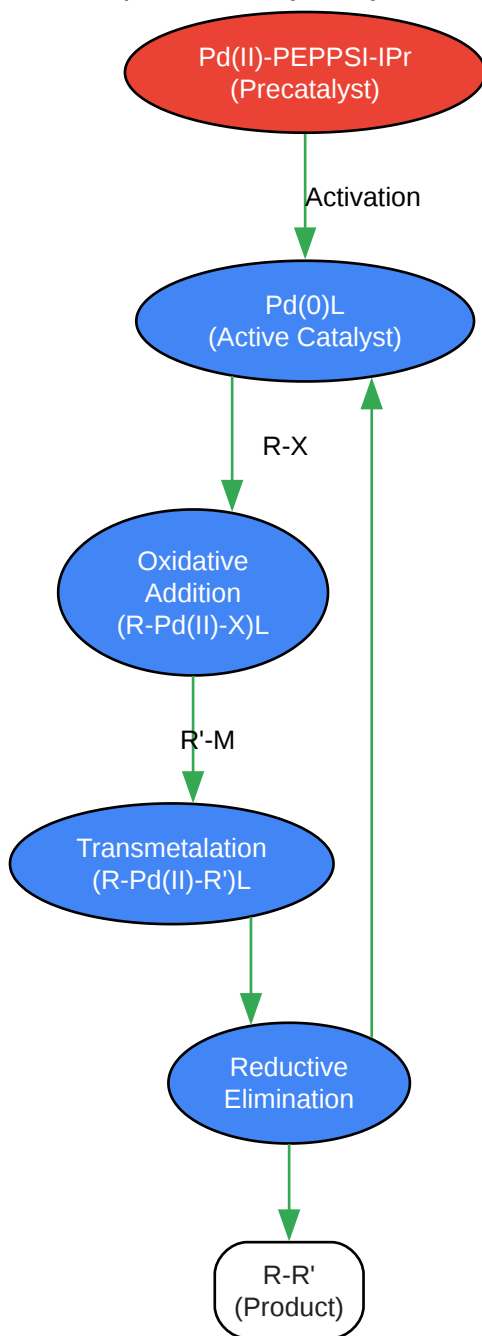 Pd(II)-PEPPSI-IPr
(Precatalyst)
Activation
Pd(0)L
(Active Catalyst)
R-X
Oxidative
Addition
(R-Pd(II)-X)L
R'-M
Transmetalation
(R-Pd(II)-R')L
Reductive
Elimination
R-R'
(Product)